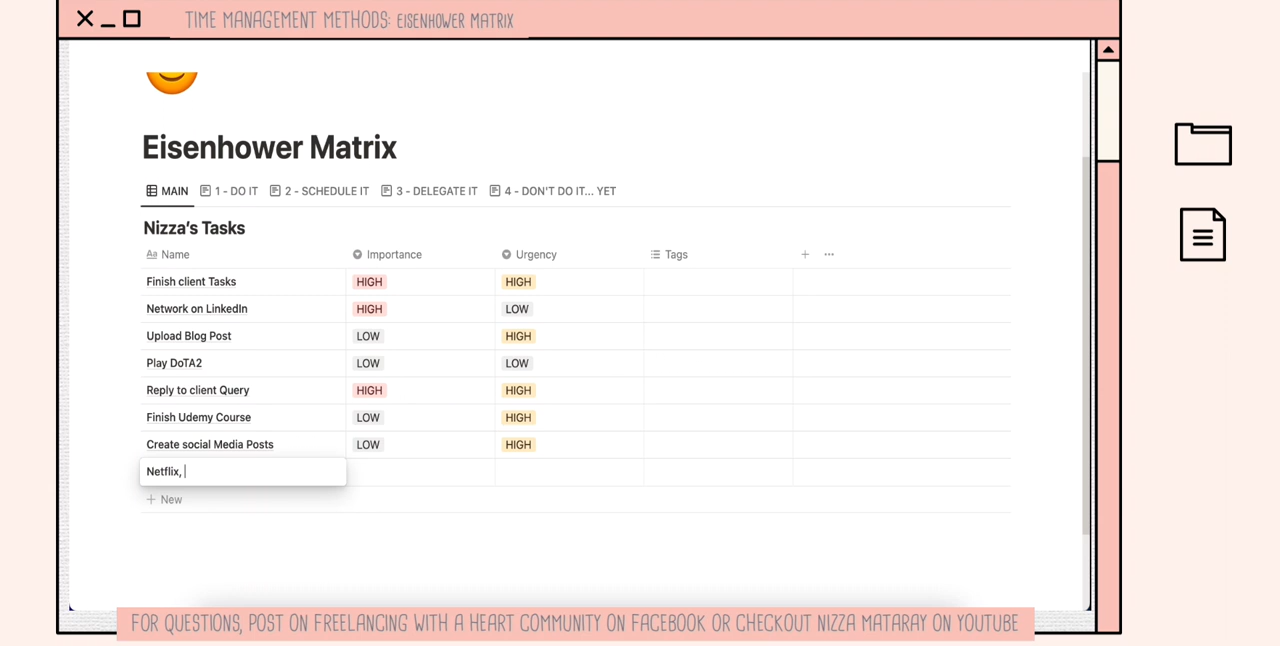 TIME MANAGEMENT METHODS: EISENHOWER MATRIX
Eisenhower Matrix
MAIN 1 - DO IT 2 - SCHEDULE IT 3 - DELEGATE IT 4 - DON'T DO IT... YET
Nizza's Tasks
Aa Name Importance Urgency Tags + ...
Finish client Tasks HIGH HIGH
Network on LinkedIn HIGH LOW
Upload Blog Post LOW HIGH
Play DoTA2 LOW LOW
Reply to client Query HIGH HIGH
Finish Udemy Course LOW HIGH
Create social Media Posts LOW HIGH
Netflix,
+ New
FOR QUESTIONS, POST ON FREELANCING WITH A HEART COMMUNITY ON FACEBOOK OR CHECKOUT NIZZA MATARAY ON YOUTUBE